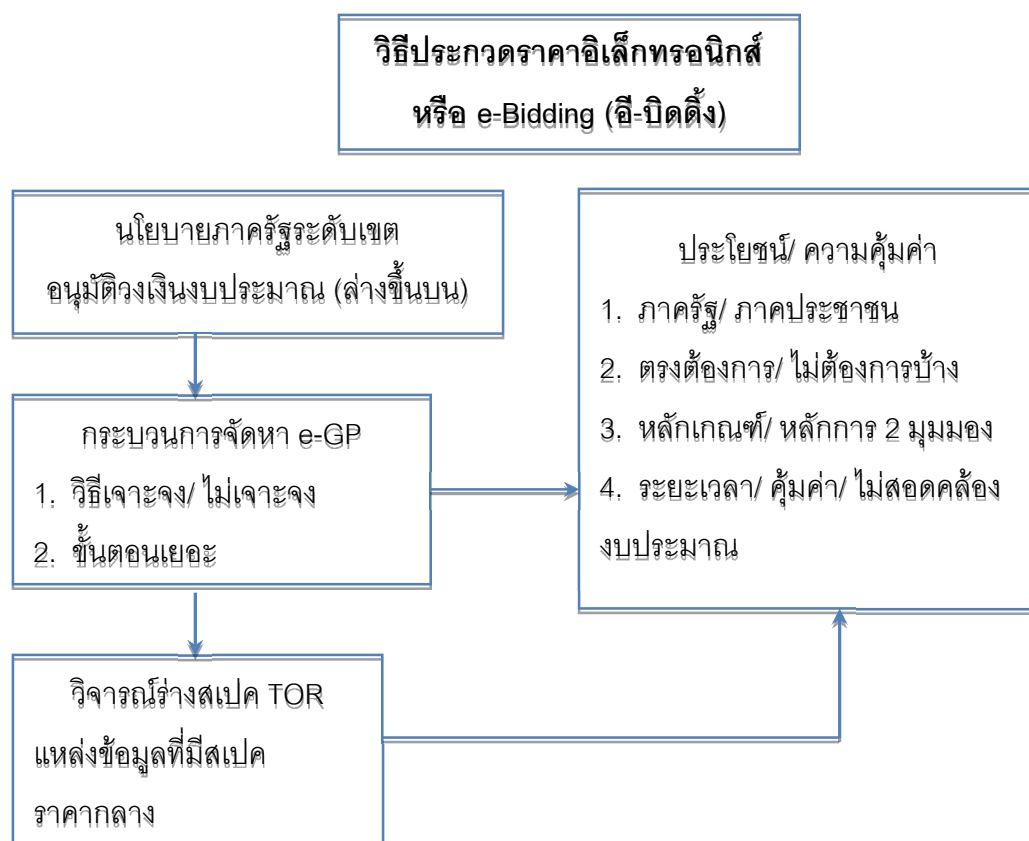 วิธีประกวดราคาอิเล็กทรอนิกส์
หรือ e-Bidding (อี-บิดดิ้ง)
นโยบายภาครัฐระดับเขต
อนุมัติวงเงินงบประมาณ (ล่างขึ้นบน)
กระบวนการจัดหา e-GP
1. วิธีเจาะจง/ ไม่เจาะจง
2. ขั้นตอนเยอะ
วิจารณ์ร่างสเปค TOR
แหล่งข้อมูลที่มีสเปค
ราคากลาง
ประโยชน์/ ความคุ้มค่า
1. ภาครัฐ/ ภาคประชาชน
2. ตรงต้องการ/ ไม่ต้องการบ้าง
3. หลักเกณฑ์/ หลักการ 2 มุมมอง
4. ระยะเวลา/ คุ้มค่า/ ไม่สอดคล้อง
งบประมาณ